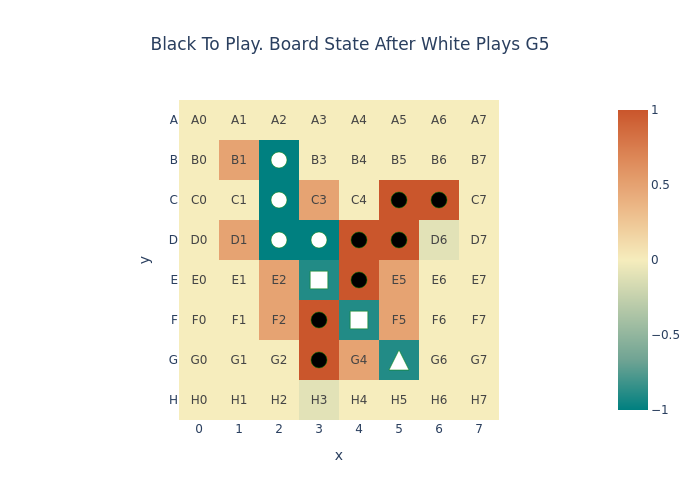 Black To Play. Board State After White Plays G5
A A0 A1 A2 A3 A4 A5 A6 A7
B B0 B1 B3 B4 B5 B6 B7
C C0 C1 C3 C4 C7
D D0 D1 D6 D7
E E0 E1 E2 E5 E6 E7
F F0 F1 F2 F5 F6 F7
G G0 G1 G2 G4 G6 G7
H H0 H1 H2 H3 H4 H5 H6 H7
0 1 2 3 4 5 6 7
x
y
1
0.5
0
−0.5
−1